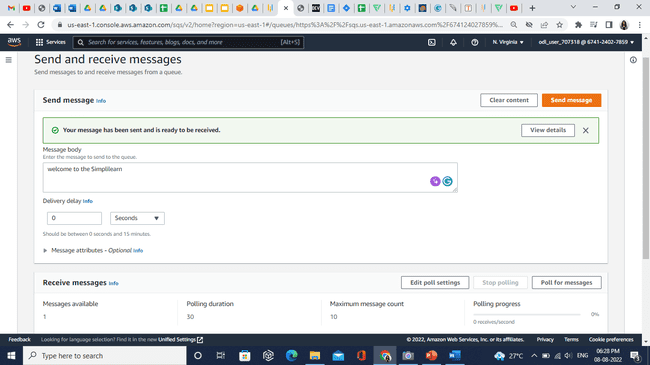 us-east-1.console.aws.amazon.com/sqs/v2/home?region=us-east-1#/queues/https%3A%2F%2Fsqs.us-east-1.amazonaws.com%2F674124027859%...
aws
Services
Search for services, features, blogs, docs, and more
[Alt+S]
N. Virginia
odl_user_707318 @ 6741-2402-7859
Send and receive messages
Send messages to and receive messages from a queue.
Send message Info
Clear content
Send message
Your message has been sent and is ready to be received.
View details
Message body
Enter the message to send to the queue.
welcome to the Simplilearn
Delivery delay Info
0
Seconds
Should be between 0 seconds and 15 minutes.
Message attributes - Optional Info
Receive messages Info
Edit poll settings
Stop polling
Poll for messages
Messages available
1
Polling duration
30
Maximum message count
10
Polling progress
0%
0 receives/second
Feedback
Looking for language selection? Find it in the new Unified Settings
© 2022, Amazon Web Services, Inc. or its affiliates.
Privacy
Terms
Cookie preferences
Type here to search
27°C
ENG
06:28 PM
08-08-2022